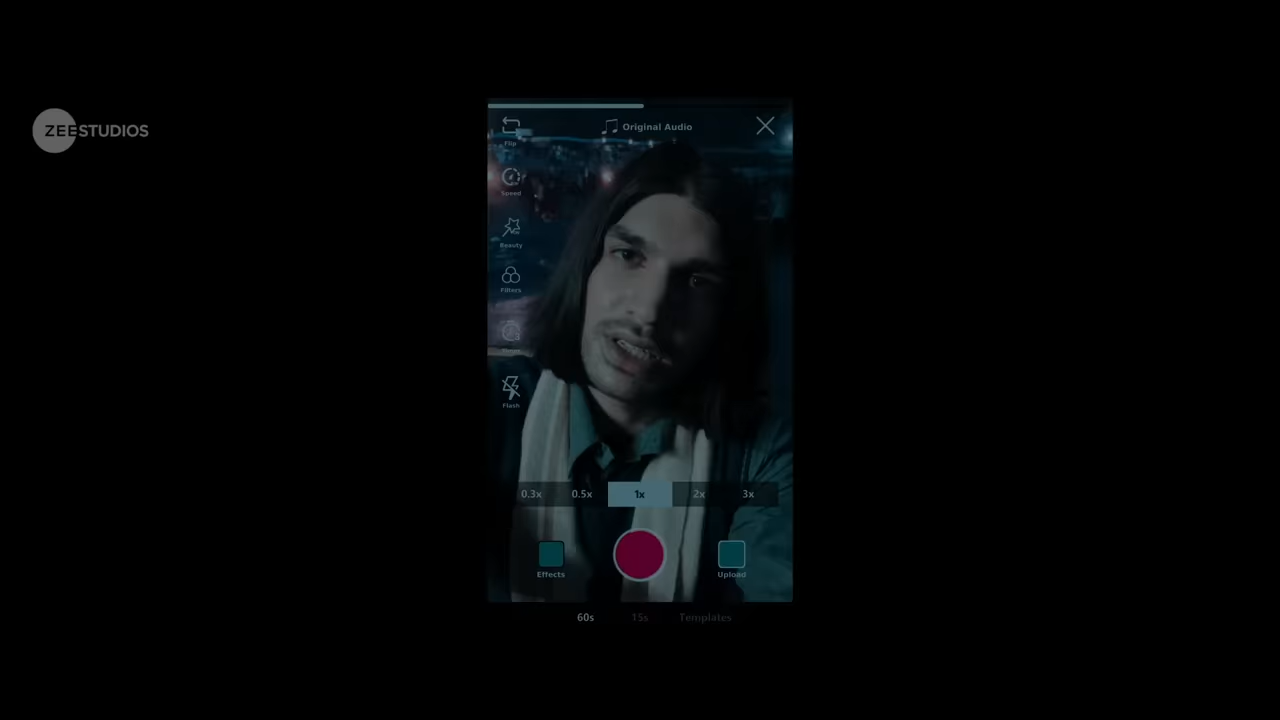 ZEESTUDIOS
Original Audio
Flip
Speed
Beauty
Filters
Flash
0.3x 0.5x 1x 2x 3x
Effects
Upload
60s 15s Templates